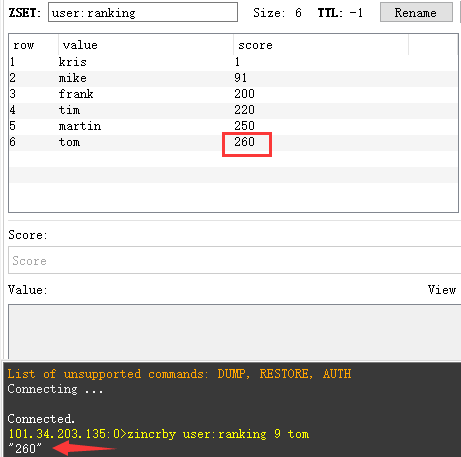 ZSET: user:ranking Size: 6 TTL: -1 Rename
row value score
1 kris 1
2 mike 91
3 frank 200
4 tim 220
5 martin 250
6 tom 260
Score:
Score
Value: View
List of unsupported commands: DUMP, RESTORE, AUTH
Connecting ...
Connected.
101.34.203.135:0>zincrby user:ranking 9 tom
"260"